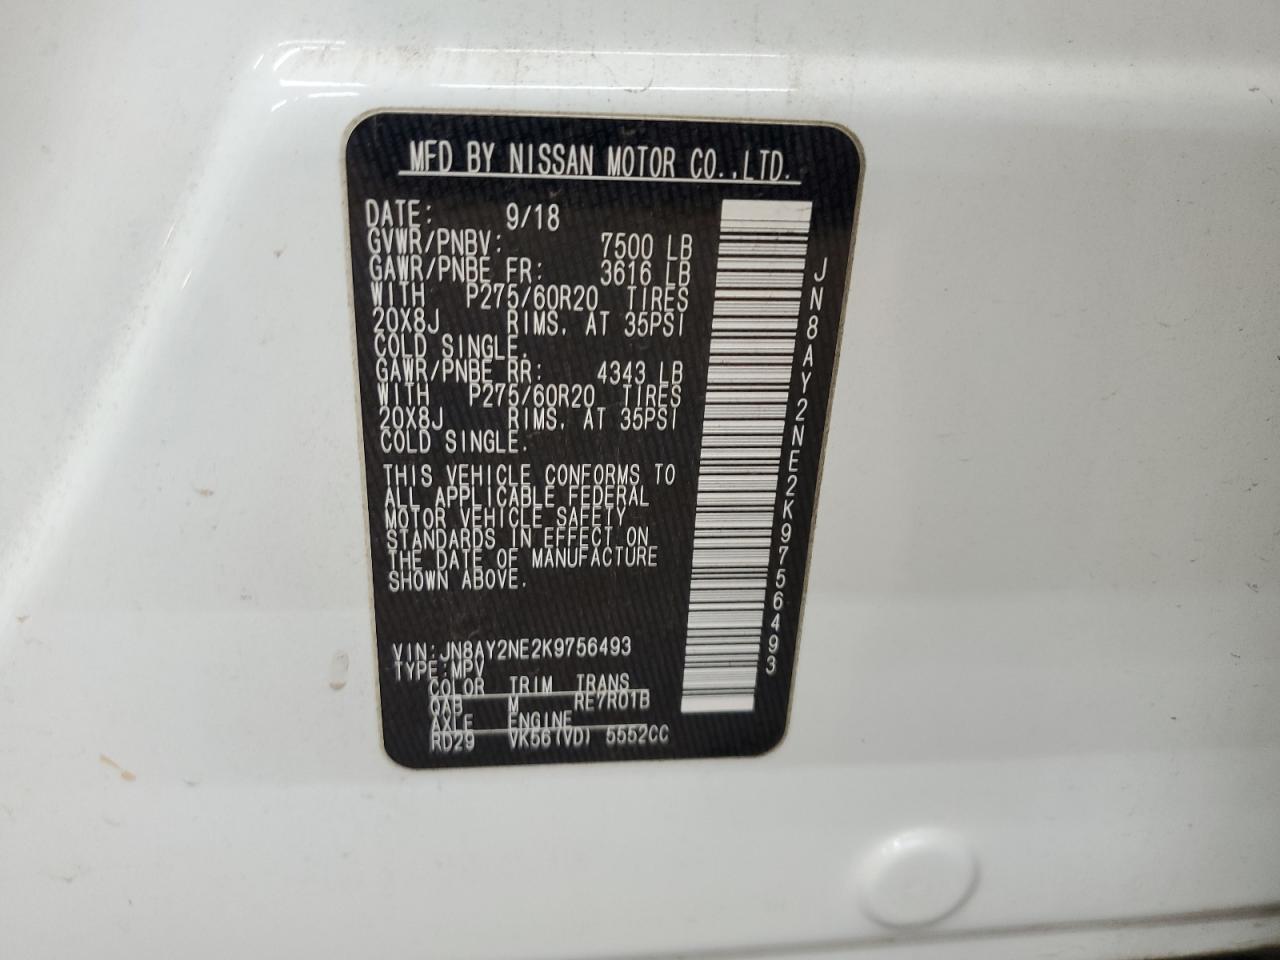 MFD BY NISSAN MOTOR CO.,LTD.
DATE: 9/18
GVWR/PNBV: 7500 LB
GAWR/PNBE FR: 3616 LB
WITH P275/60R20 TIRES
20X8J RIMS, AT 35PSI
COLD SINGLE.
GAWR/PNBE RR: 4343 LB
WITH P275/60R20 TIRES
20X8J RIMS, AT 35PSI
COLD SINGLE.
THIS VEHICLE CONFORMS TO
ALL APPLICABLE FEDERAL
MOTOR VEHICLE SAFETY
STANDARDS IN EFFECT ON
THE DATE OF MANUFACTURE
SHOWN ABOVE.
VIN:JN8AY2NE2K9756493
TYPE:MPV
COLOR TRIM TRANS
QAB M RE7R01B
AXLE ENGINE
RD29 VK56(VD) 5552CC
JN8AY2NE2K9756493